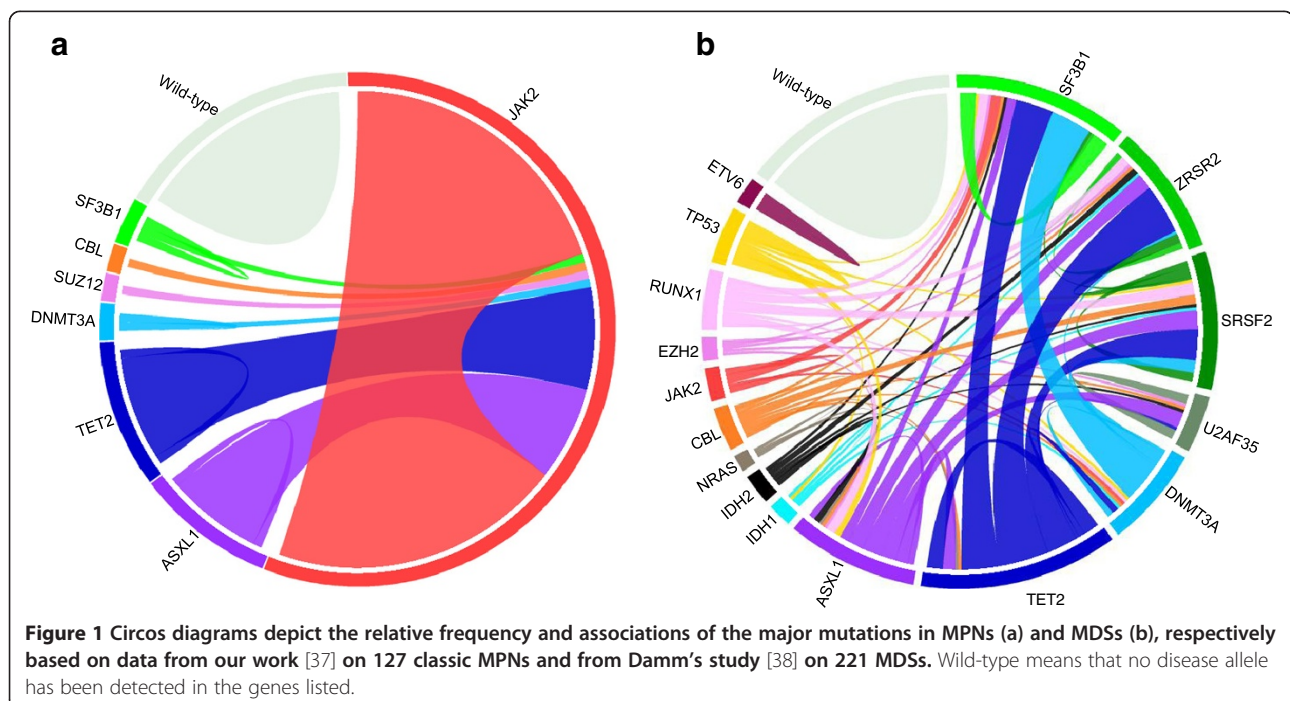 a
b
Wild-type
JAK2
SF3B1
CBL
SUZ12
DNMT3A
TET2
ASXL1
Wild-type
SF3B1
ZRSR2
SRSF2
U2AF35
DNMT3A
TET2
ASXL1
IDH1
IDH2
NRAS
CBL
JAK2
EZH2
RUNX1
TP53
ETV6
Figure 1 Circos diagrams depict the relative frequency and associations of the major mutations in MPNs (a) and MDSs (b), respectively
based on data from our work [37] on 127 classic MPNs and from Damm's study [38] on 221 MDSs. Wild-type means that no disease allele
has been detected in the genes listed.